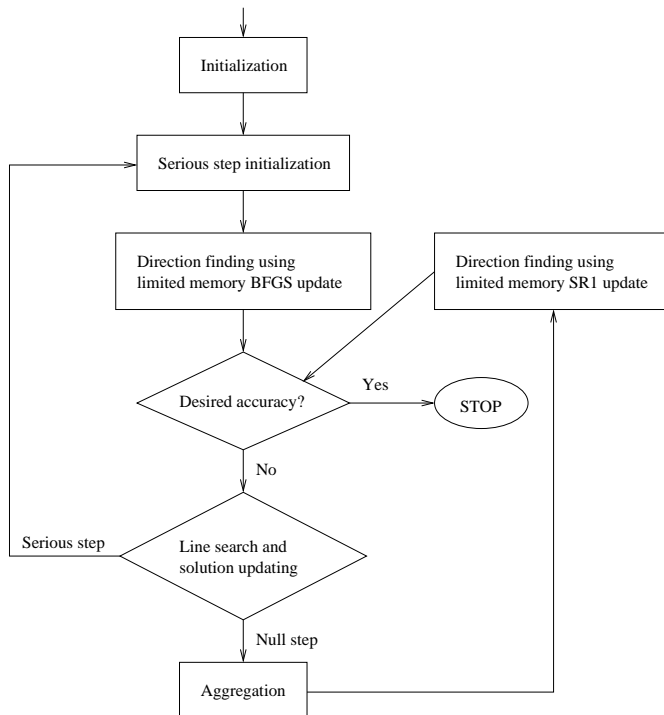 Initialization
Serious step initialization
Direction finding using
limited memory BFGS update
Direction finding using
limited memory SR1 update
Desired accuracy?
Yes
STOP
No
Serious step
Line search and
solution updating
Null step
Aggregation